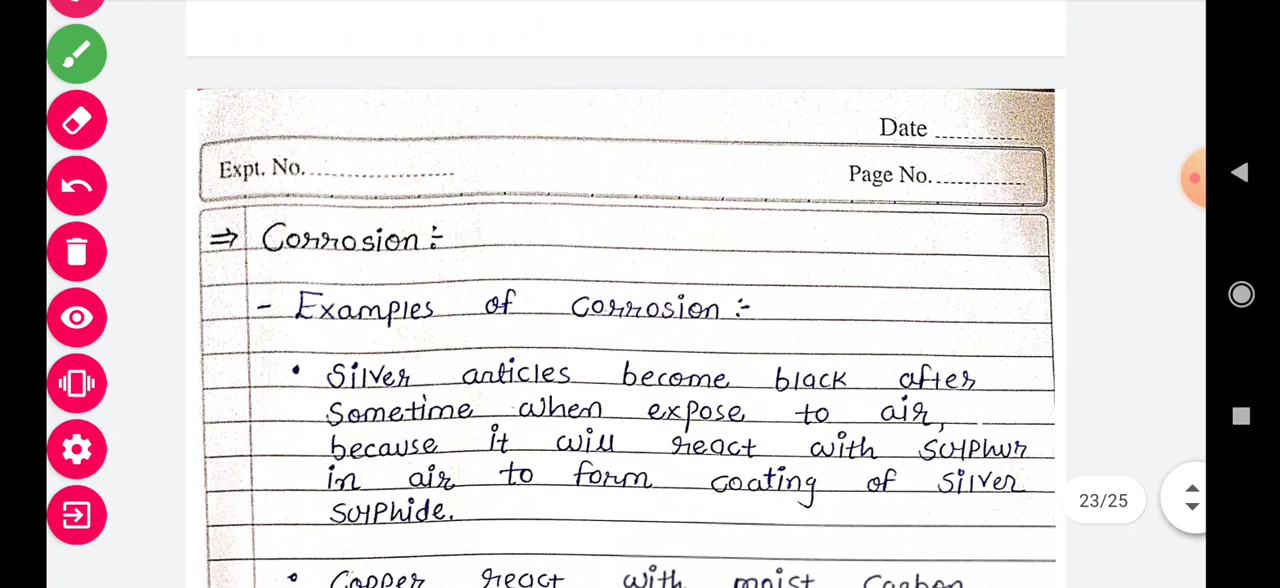 Date ............
Expt. No. .....................
Page No. ..............
⇒ Corrosion :-
- Examples of corrosion :-
• Silver articles become black after
Sometime when expose to air,
because it will react with Sulphur
in air to form coating of silver
Sulphide.
• Copper react with moist Carbon
23/25